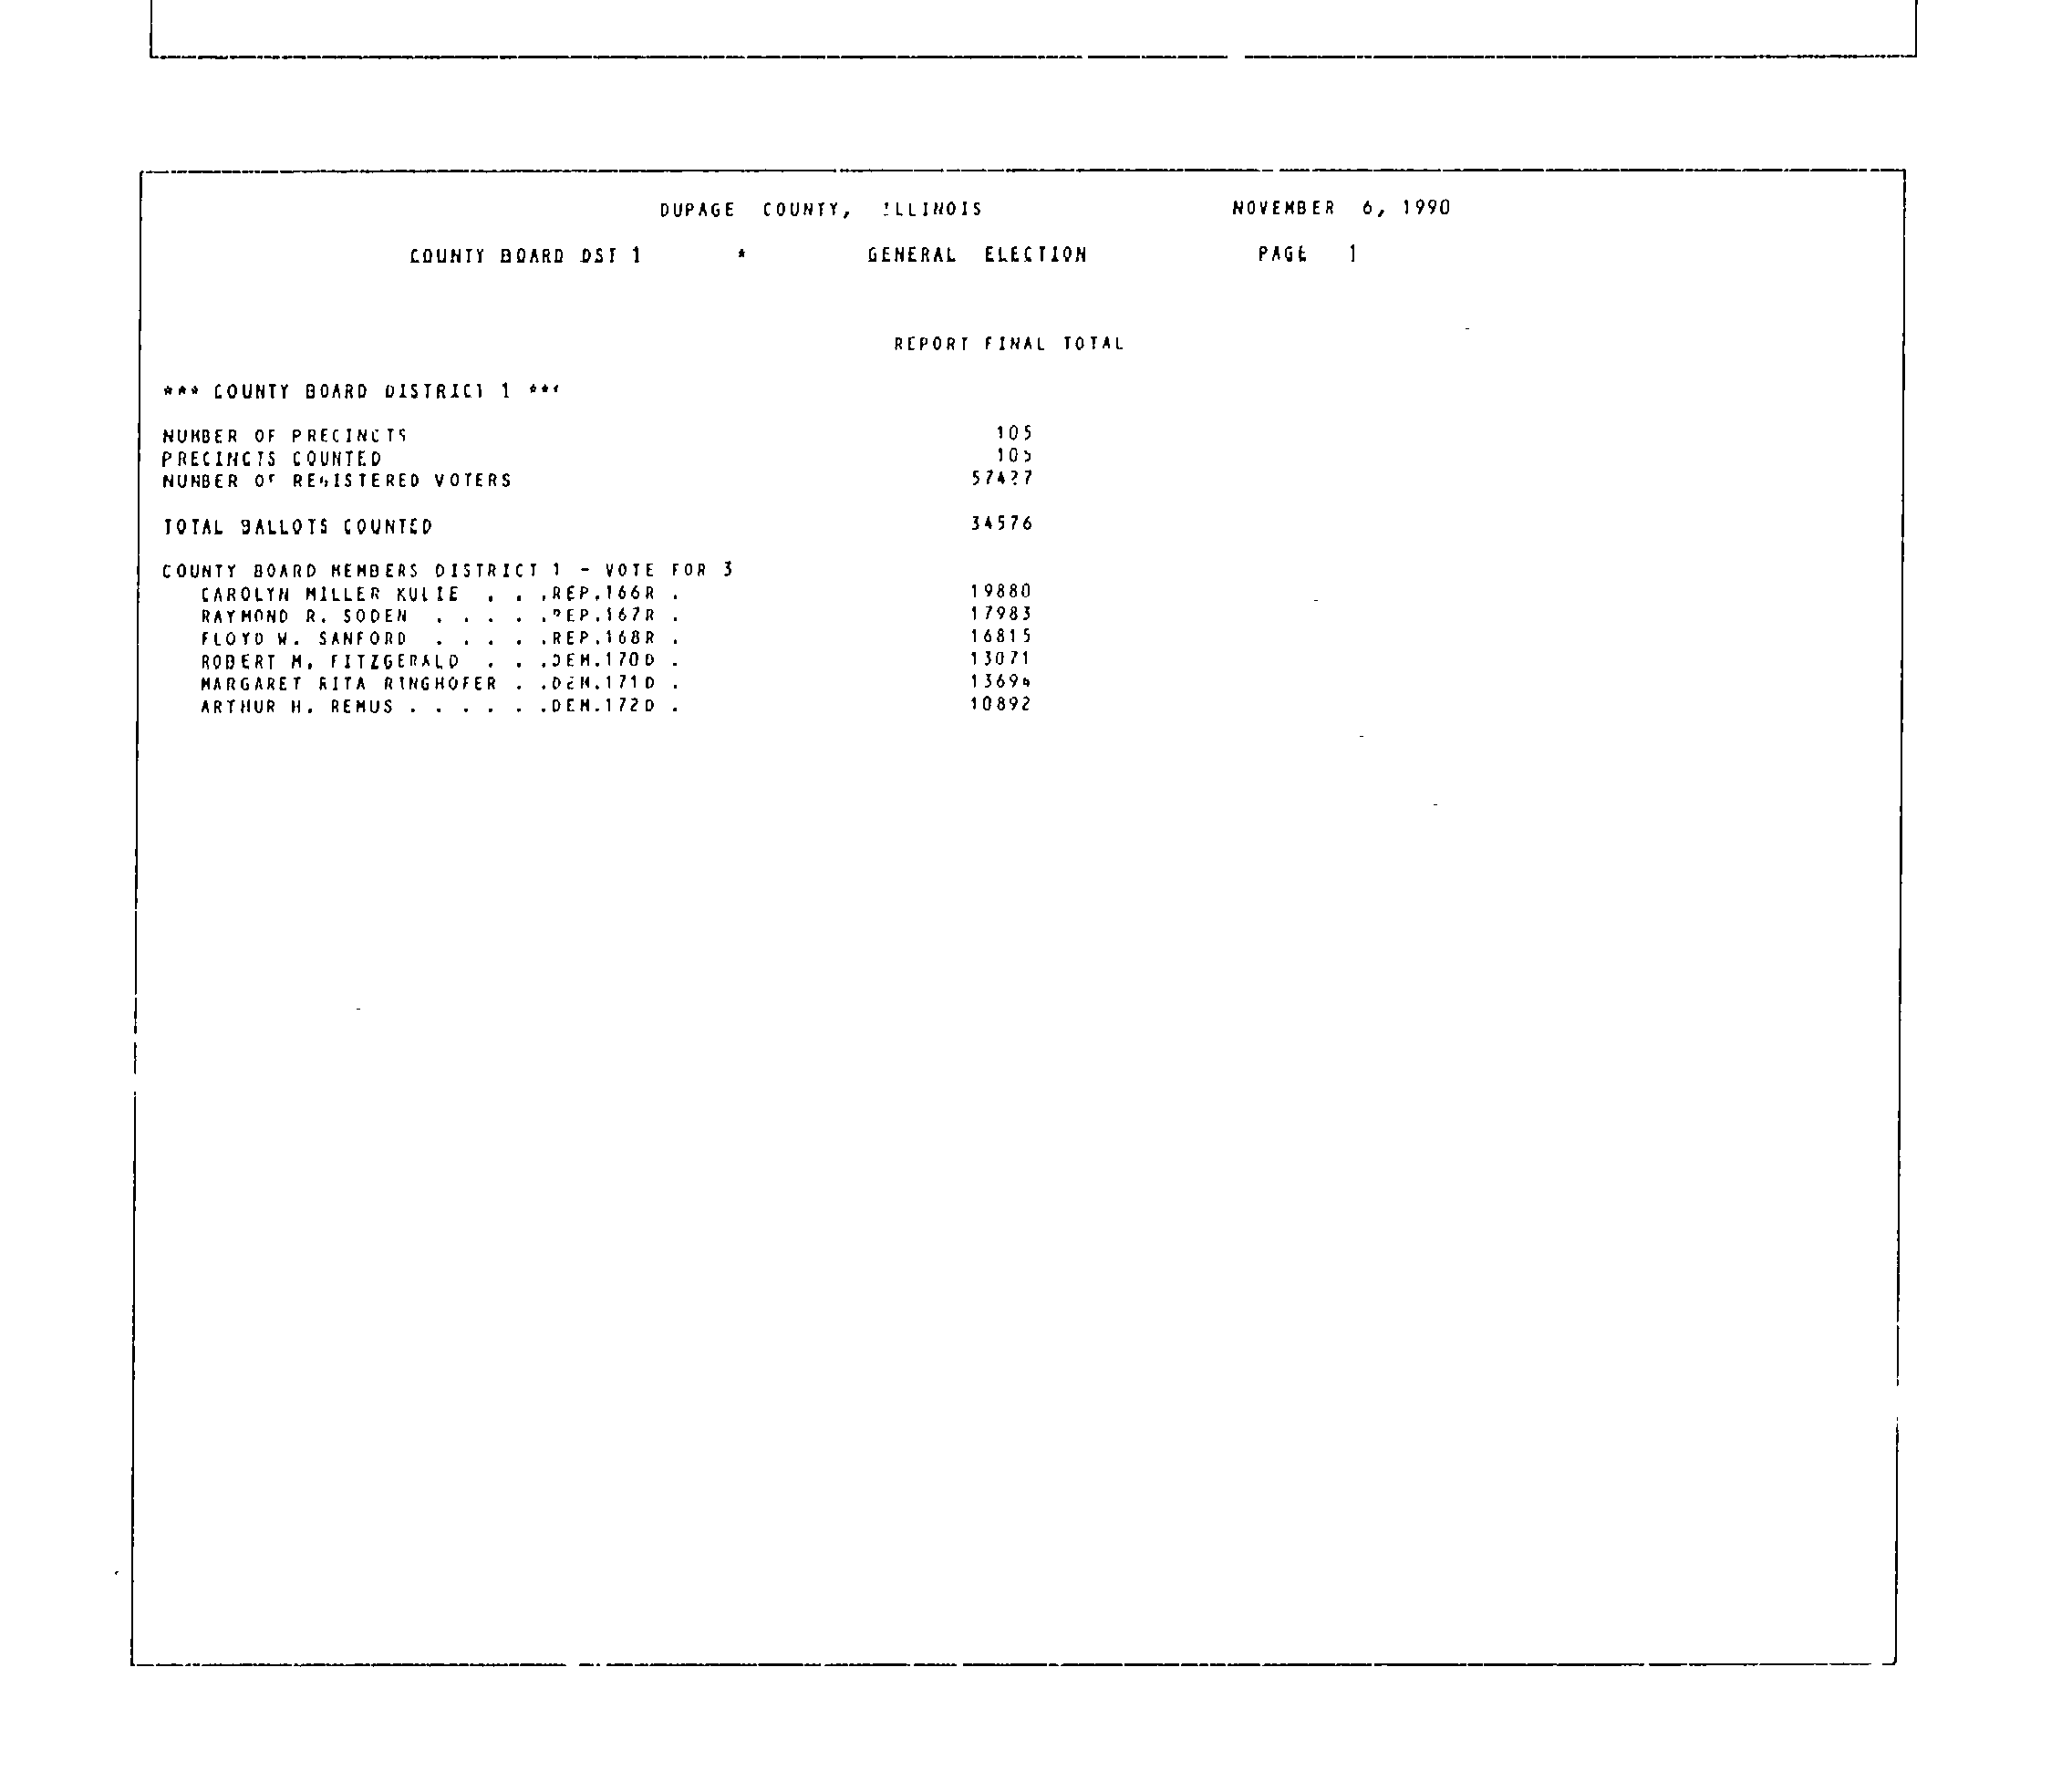 DUPAGE COUNTY, ILLINOIS NOVEMBER 6, 1990
COUNTY BOARD DST 1 * GENERAL ELECTION PAGE 1
REPORT FINAL TOTAL
*** COUNTY BOARD DISTRICT 1 ***
NUMBER OF PRECINCTS 105
PRECINCTS COUNTED 105
NUMBER OF REGISTERED VOTERS
TOTAL BALLOTS COUNTED 34576
COUNTY BOARD MEMBERS DISTRICT 1 - VOTE FOR 3
CAROLYN MILLER KULIE . . .REP.166R . 19880
RAYMOND R. SODEN . . . . .REP.167R . 17983
FLOYD W. SANFORD . . . . .REP.168R . 16815
ROBERT M. FITZGERALD . . .DEM.170D . 13071
MARGARET RITA RINGHOFER . .DEM.171D . 13694
ARTHUR H. REMUS . . . . . .DEM.172D . 10892